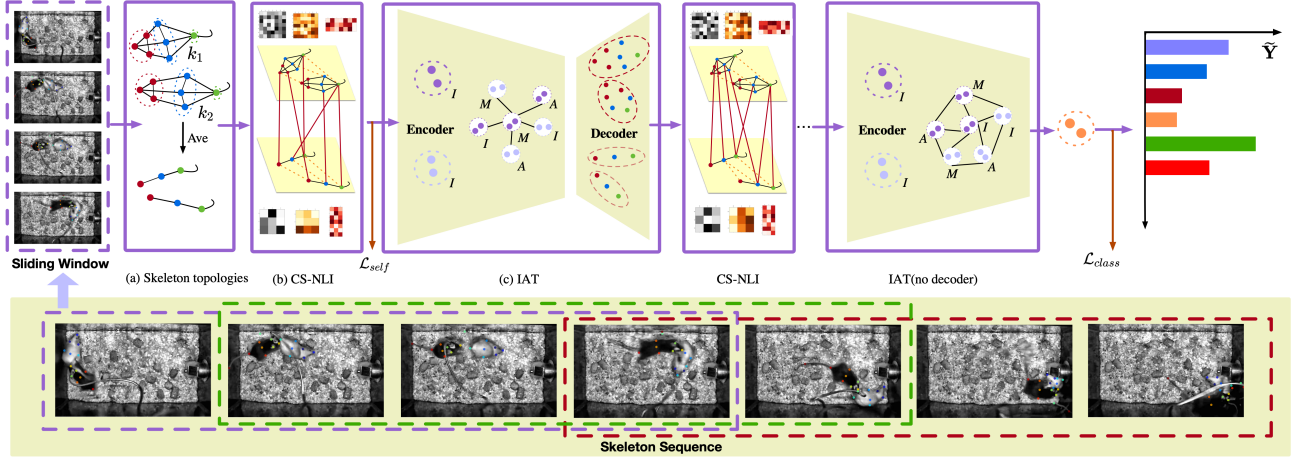 k1
k2
Ave
(a) Skeleton topologies
Sliding Window
(b) CS-NLI
ℒself
Encoder
I
I
M
A
I
M
I
A
Decoder
(c) IAT
CS-NLI
Encoder
I
I
M
A
I
I
M
A
IAT(no decoder)
ℒclass
Ỹ
Skeleton Sequence